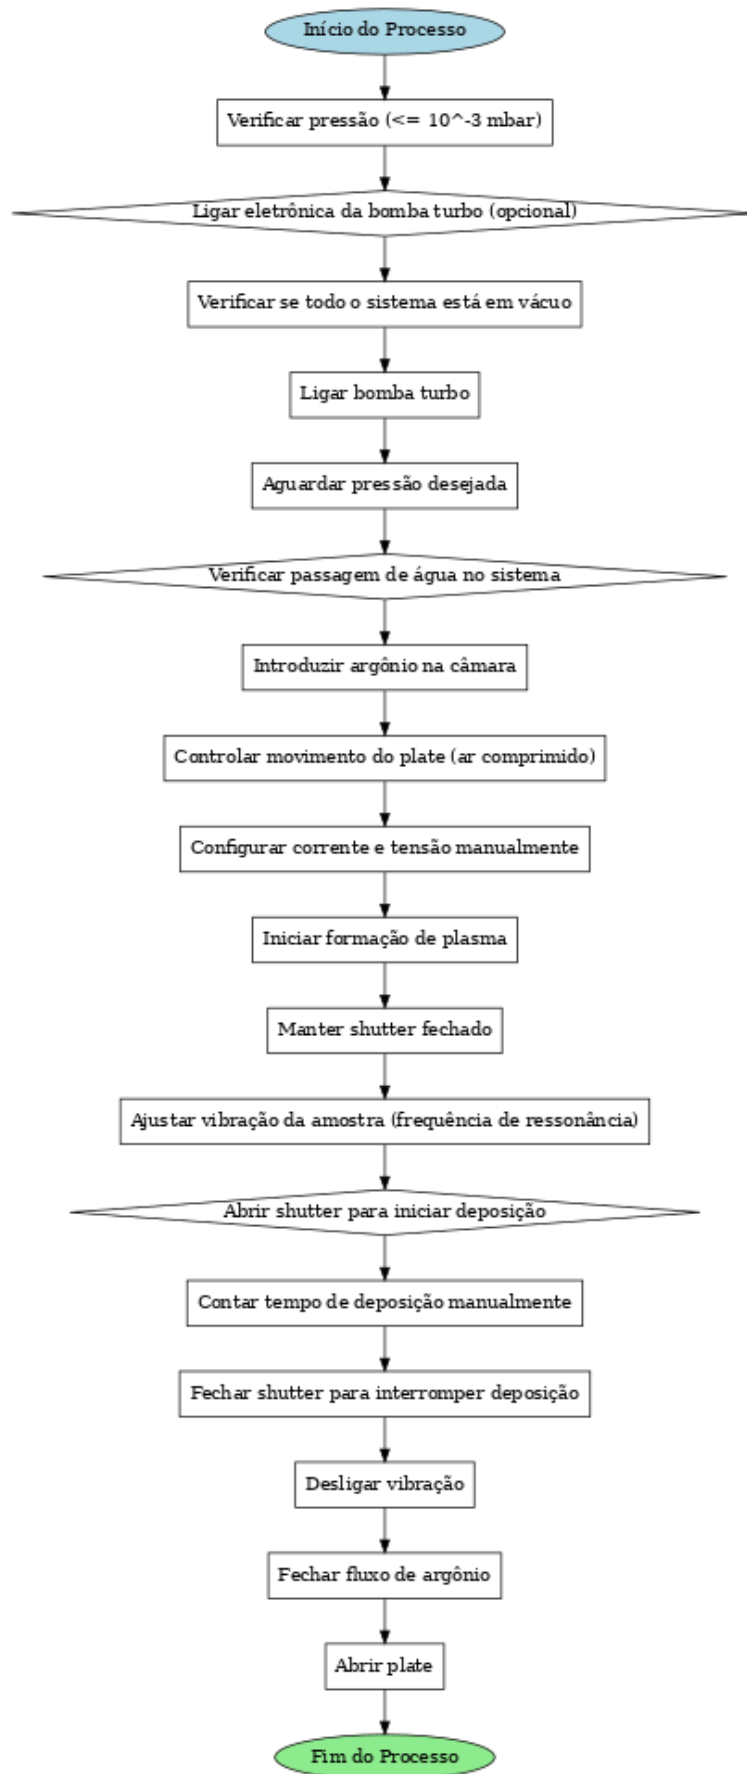 Início do Processo
Verificar pressão (<= 10^-3 mbar)
Ligar eletrônica da bomba turbo (opcional)
Verificar se todo o sistema está em vácuo
Ligar bomba turbo
Aguardar pressão desejada
Verificar passagem de água no sistema
Introduzir argônio na câmara
Controlar movimento do plate (ar comprimido)
Configurar corrente e tensão manualmente
Iniciar formação de plasma
Manter shutter fechado
Ajustar vibração da amostra (frequência de ressonância)
Abrir shutter para iniciar deposição
Contar tempo de deposição manualmente
Fechar shutter para interromper deposição
Desligar vibração
Fechar fluxo de argônio
Abrir plate
Fim do Processo